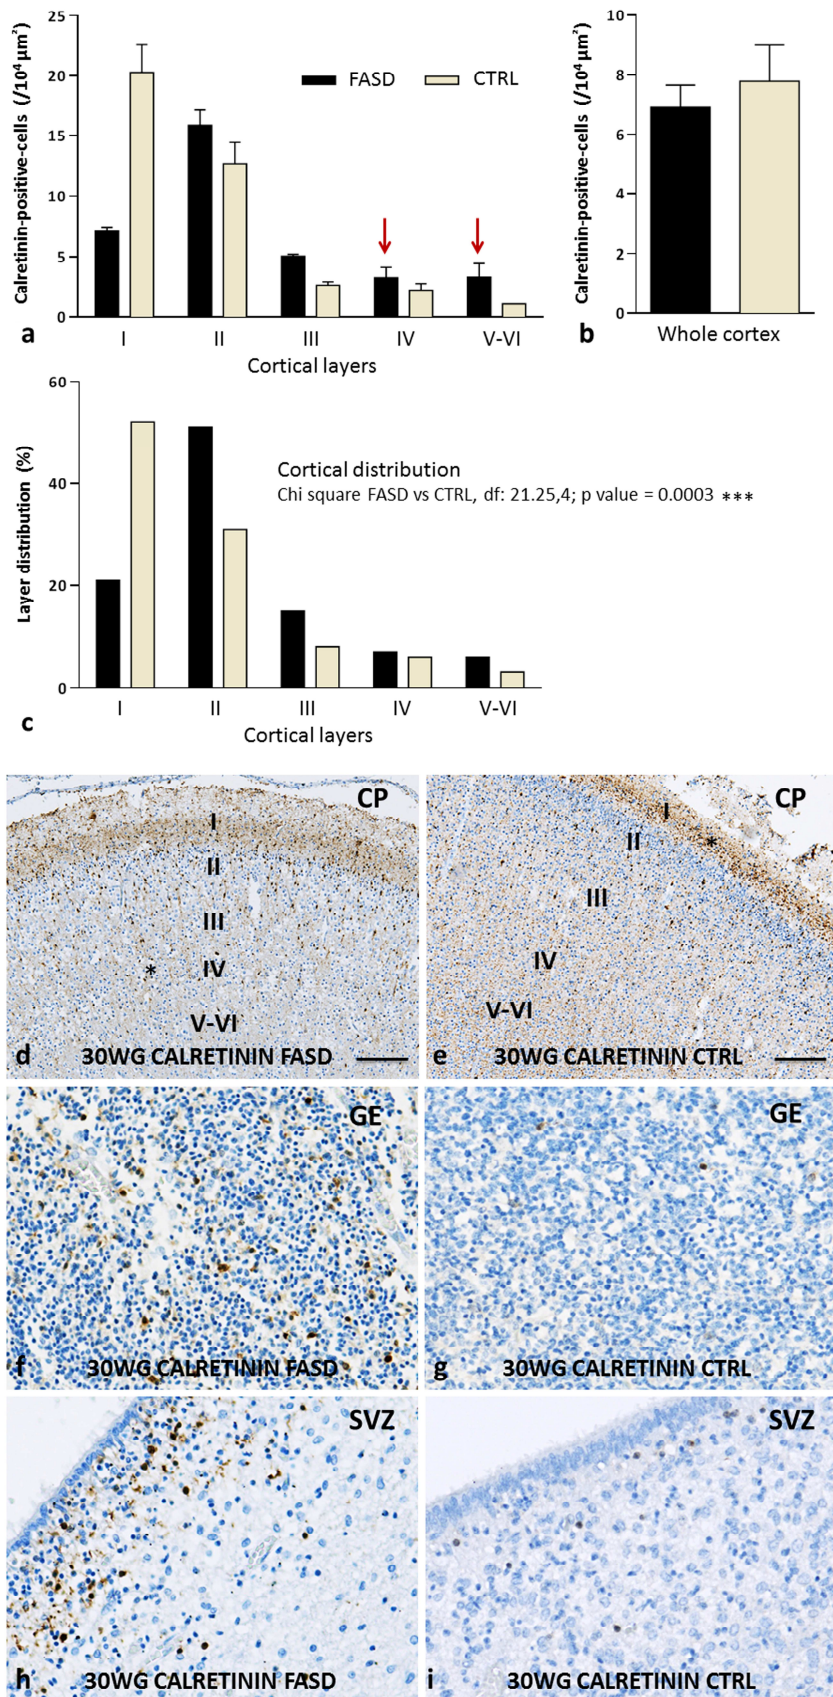 Calretinin-positive-cells (/10⁴ µm²)
25
20
15
10
5
0
FASD
CTRL
I
II
III
IV
V-VI
Cortical layers
a
Calretinin-positive-cells (/10⁴ µm²)
10
8
6
4
2
0
Whole cortex
b
Layer distribution (%)
60
40
20
0
Cortical distribution
Chi square FASD vs CTRL, df: 21.25,4; p value = 0.0003 ***
I
II
III
IV
V-VI
Cortical layers
c
CP
I
II
III
*
IV
V-VI
d
30WG CALRETININ FASD
CP
I
*
II
III
IV
V-VI
e
30WG CALRETININ CTRL
GE
f
30WG CALRETININ FASD
GE
g
30WG CALRETININ CTRL
SVZ
h
30WG CALRETININ FASD
SVZ
i
30WG CALRETININ CTRL